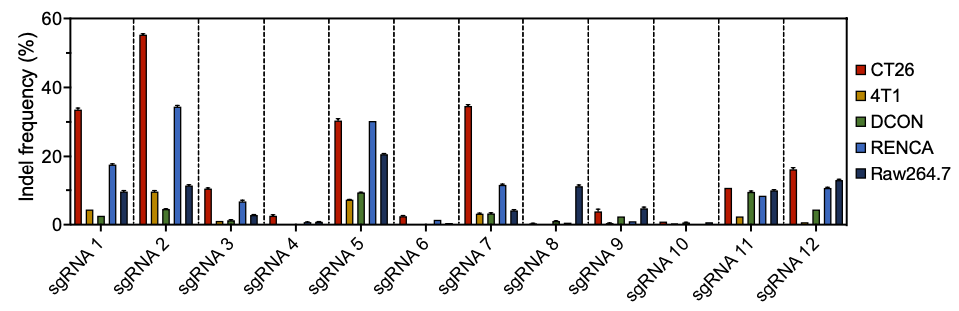 Indel frequency (%)
60
40
20
0
sgRNA 1
sgRNA 2
sgRNA 3
sgRNA 4
sgRNA 5
sgRNA 6
sgRNA 7
sgRNA 8
sgRNA 9
sgRNA 10
sgRNA 11
sgRNA 12
CT26
4T1
DCON
RENCA
Raw264.7